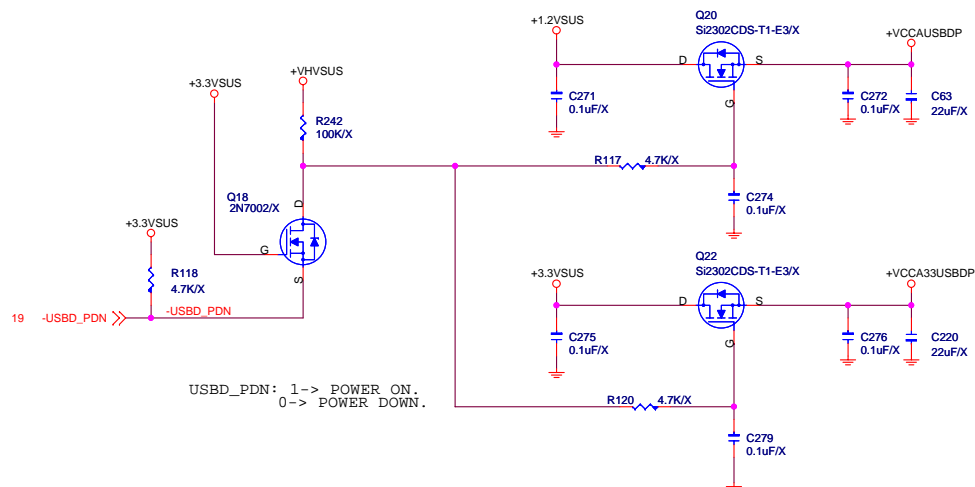 Q20
Si2302CDS-T1-E3/X
+1.2VSUS
+VCCAUSBDP
D
S
G
C271
0.1uF/X
C272
0.1uF/X
C63
22uF/X
+3.3VSUS
+VHVSUS
R242
100K/X
R117
4.7K/X
C274
0.1uF/X
Q18
2N7002/X
D
G
S
+3.3VSUS
R118
4.7K/X
19
-USBD_PDN
-USBD_PDN
Q22
Si2302CDS-T1-E3/X
+3.3VSUS
+VCCA33USBDP
D
S
G
C275
0.1uF/X
C276
0.1uF/X
C220
22uF/X
USBD_PDN: 1-> POWER ON.
0-> POWER DOWN.
R120
4.7K/X
C279
0.1uF/X